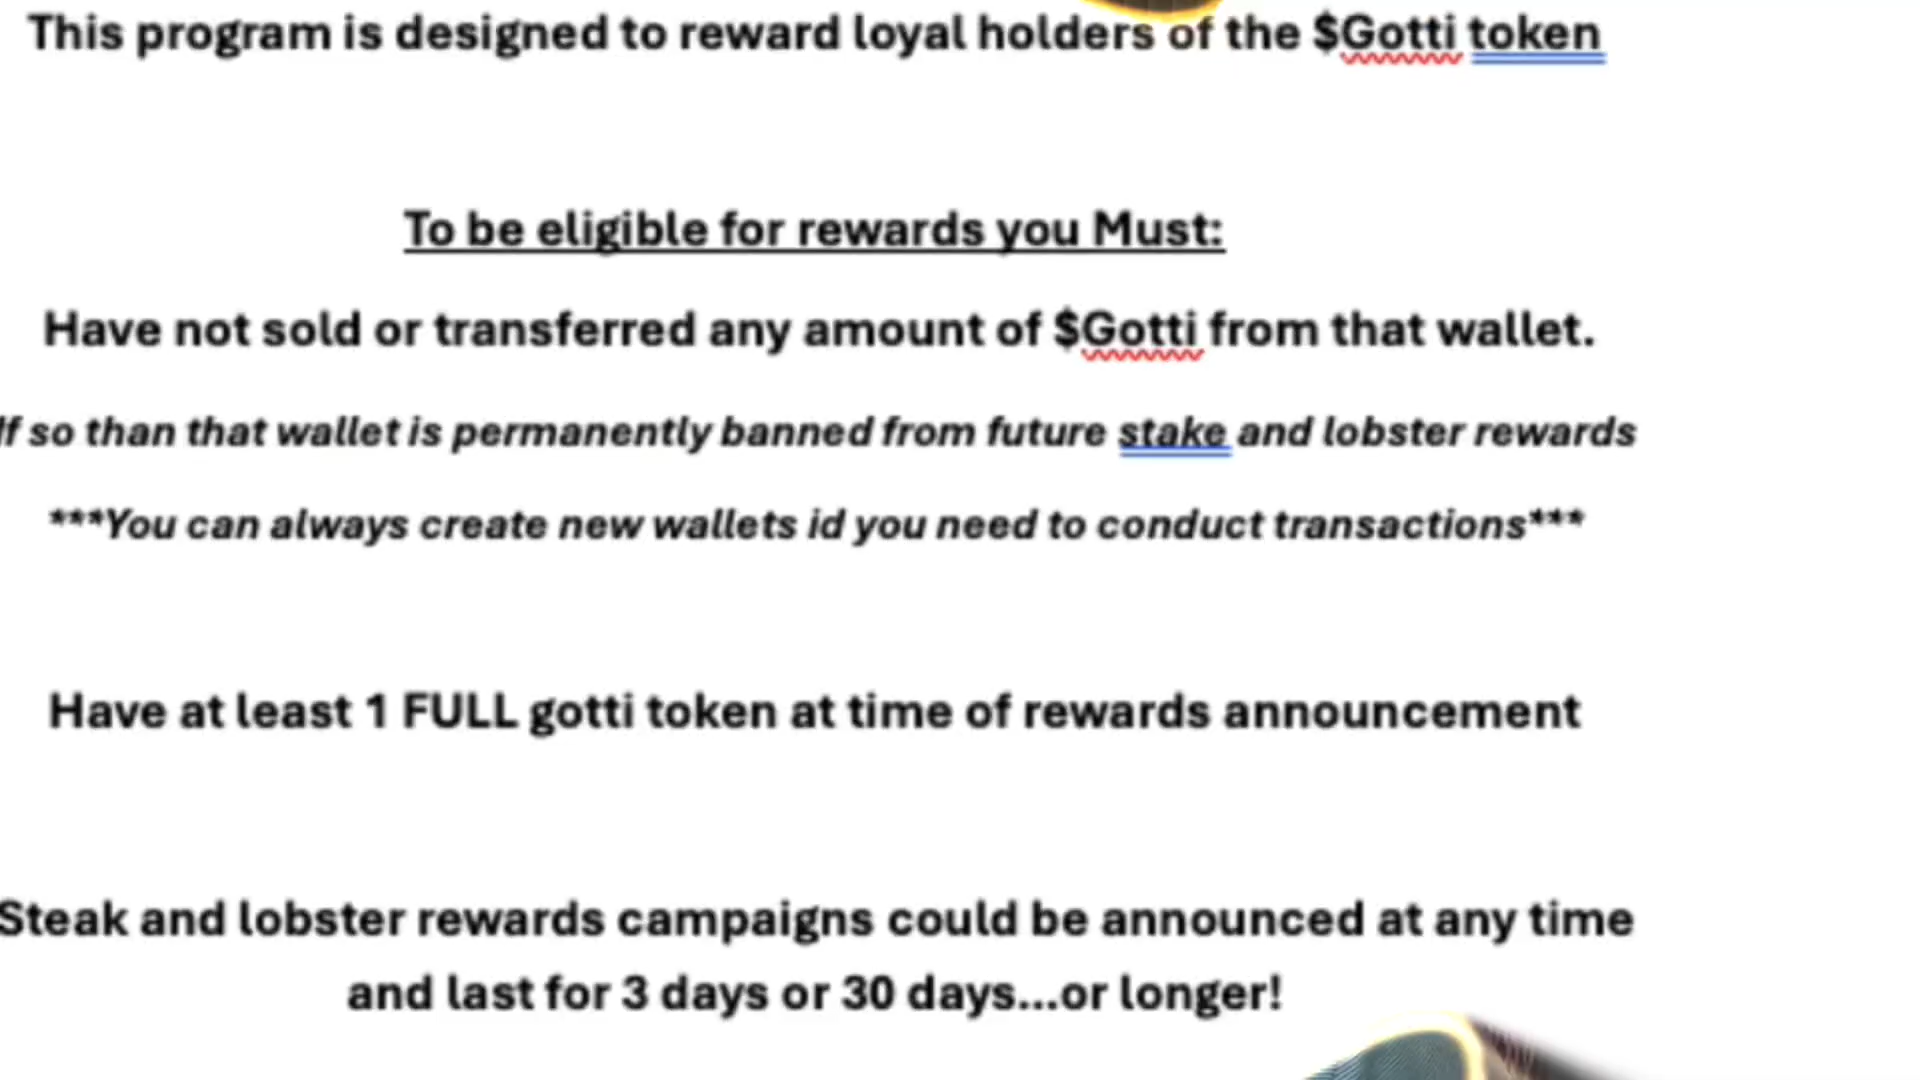 This program is designed to reward loyal holders of the $Gotti token
To be eligible for rewards you Must:
Have not sold or transferred any amount of $Gotti from that wallet.
If so than that wallet is permanently banned from future stake and lobster rewards
***You can always create new wallets id you need to conduct transactions***
Have at least 1 FULL gotti token at time of rewards announcement
Steak and lobster rewards campaigns could be announced at any time
and last for 3 days or 30 days...or longer!